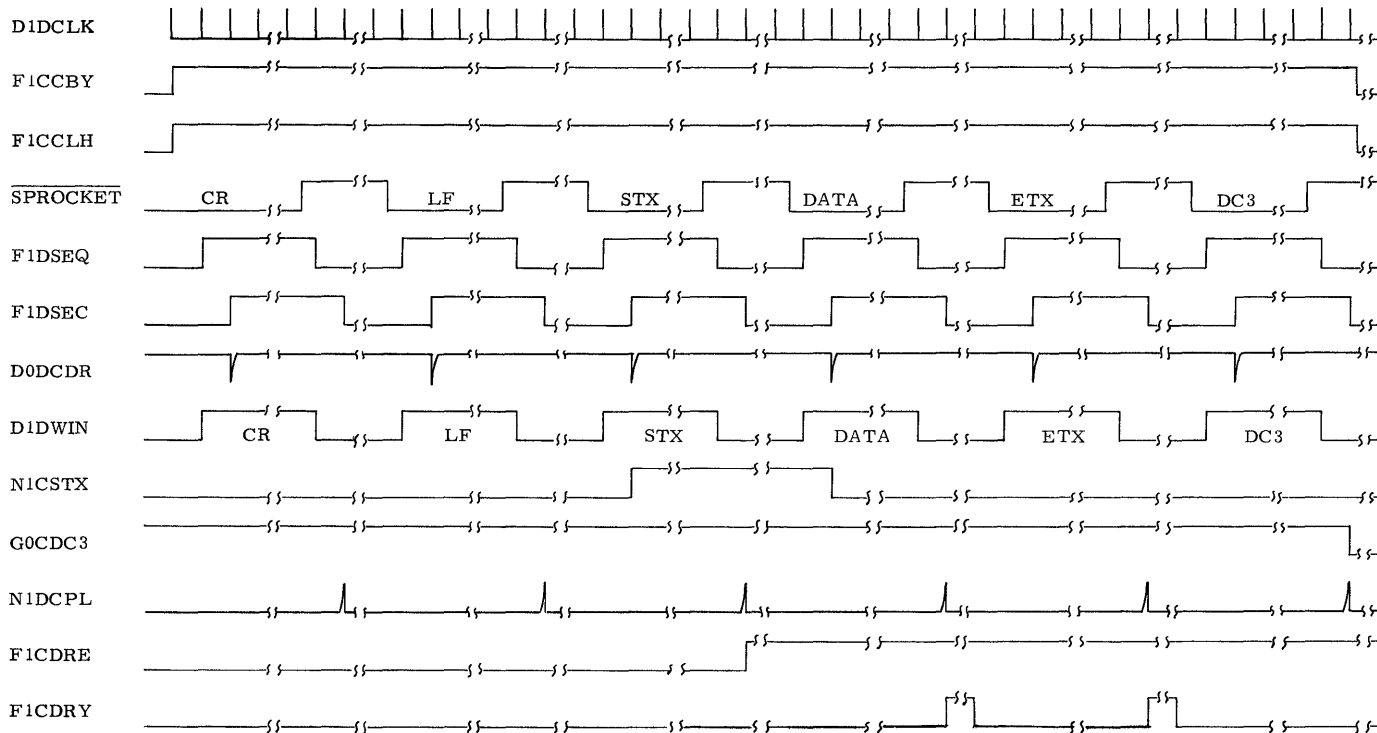 D1DCLK
F1CCBY
F1CCLH
SPROCKET CR LF STX DATA ETX DC3
F1DSEQ
F1DSEC
D0DCDR
D1DWIN CR LF STX DATA ETX DC3
N1CSTX
G0CDC3
N1DCPL
F1CDRE
F1CDRY